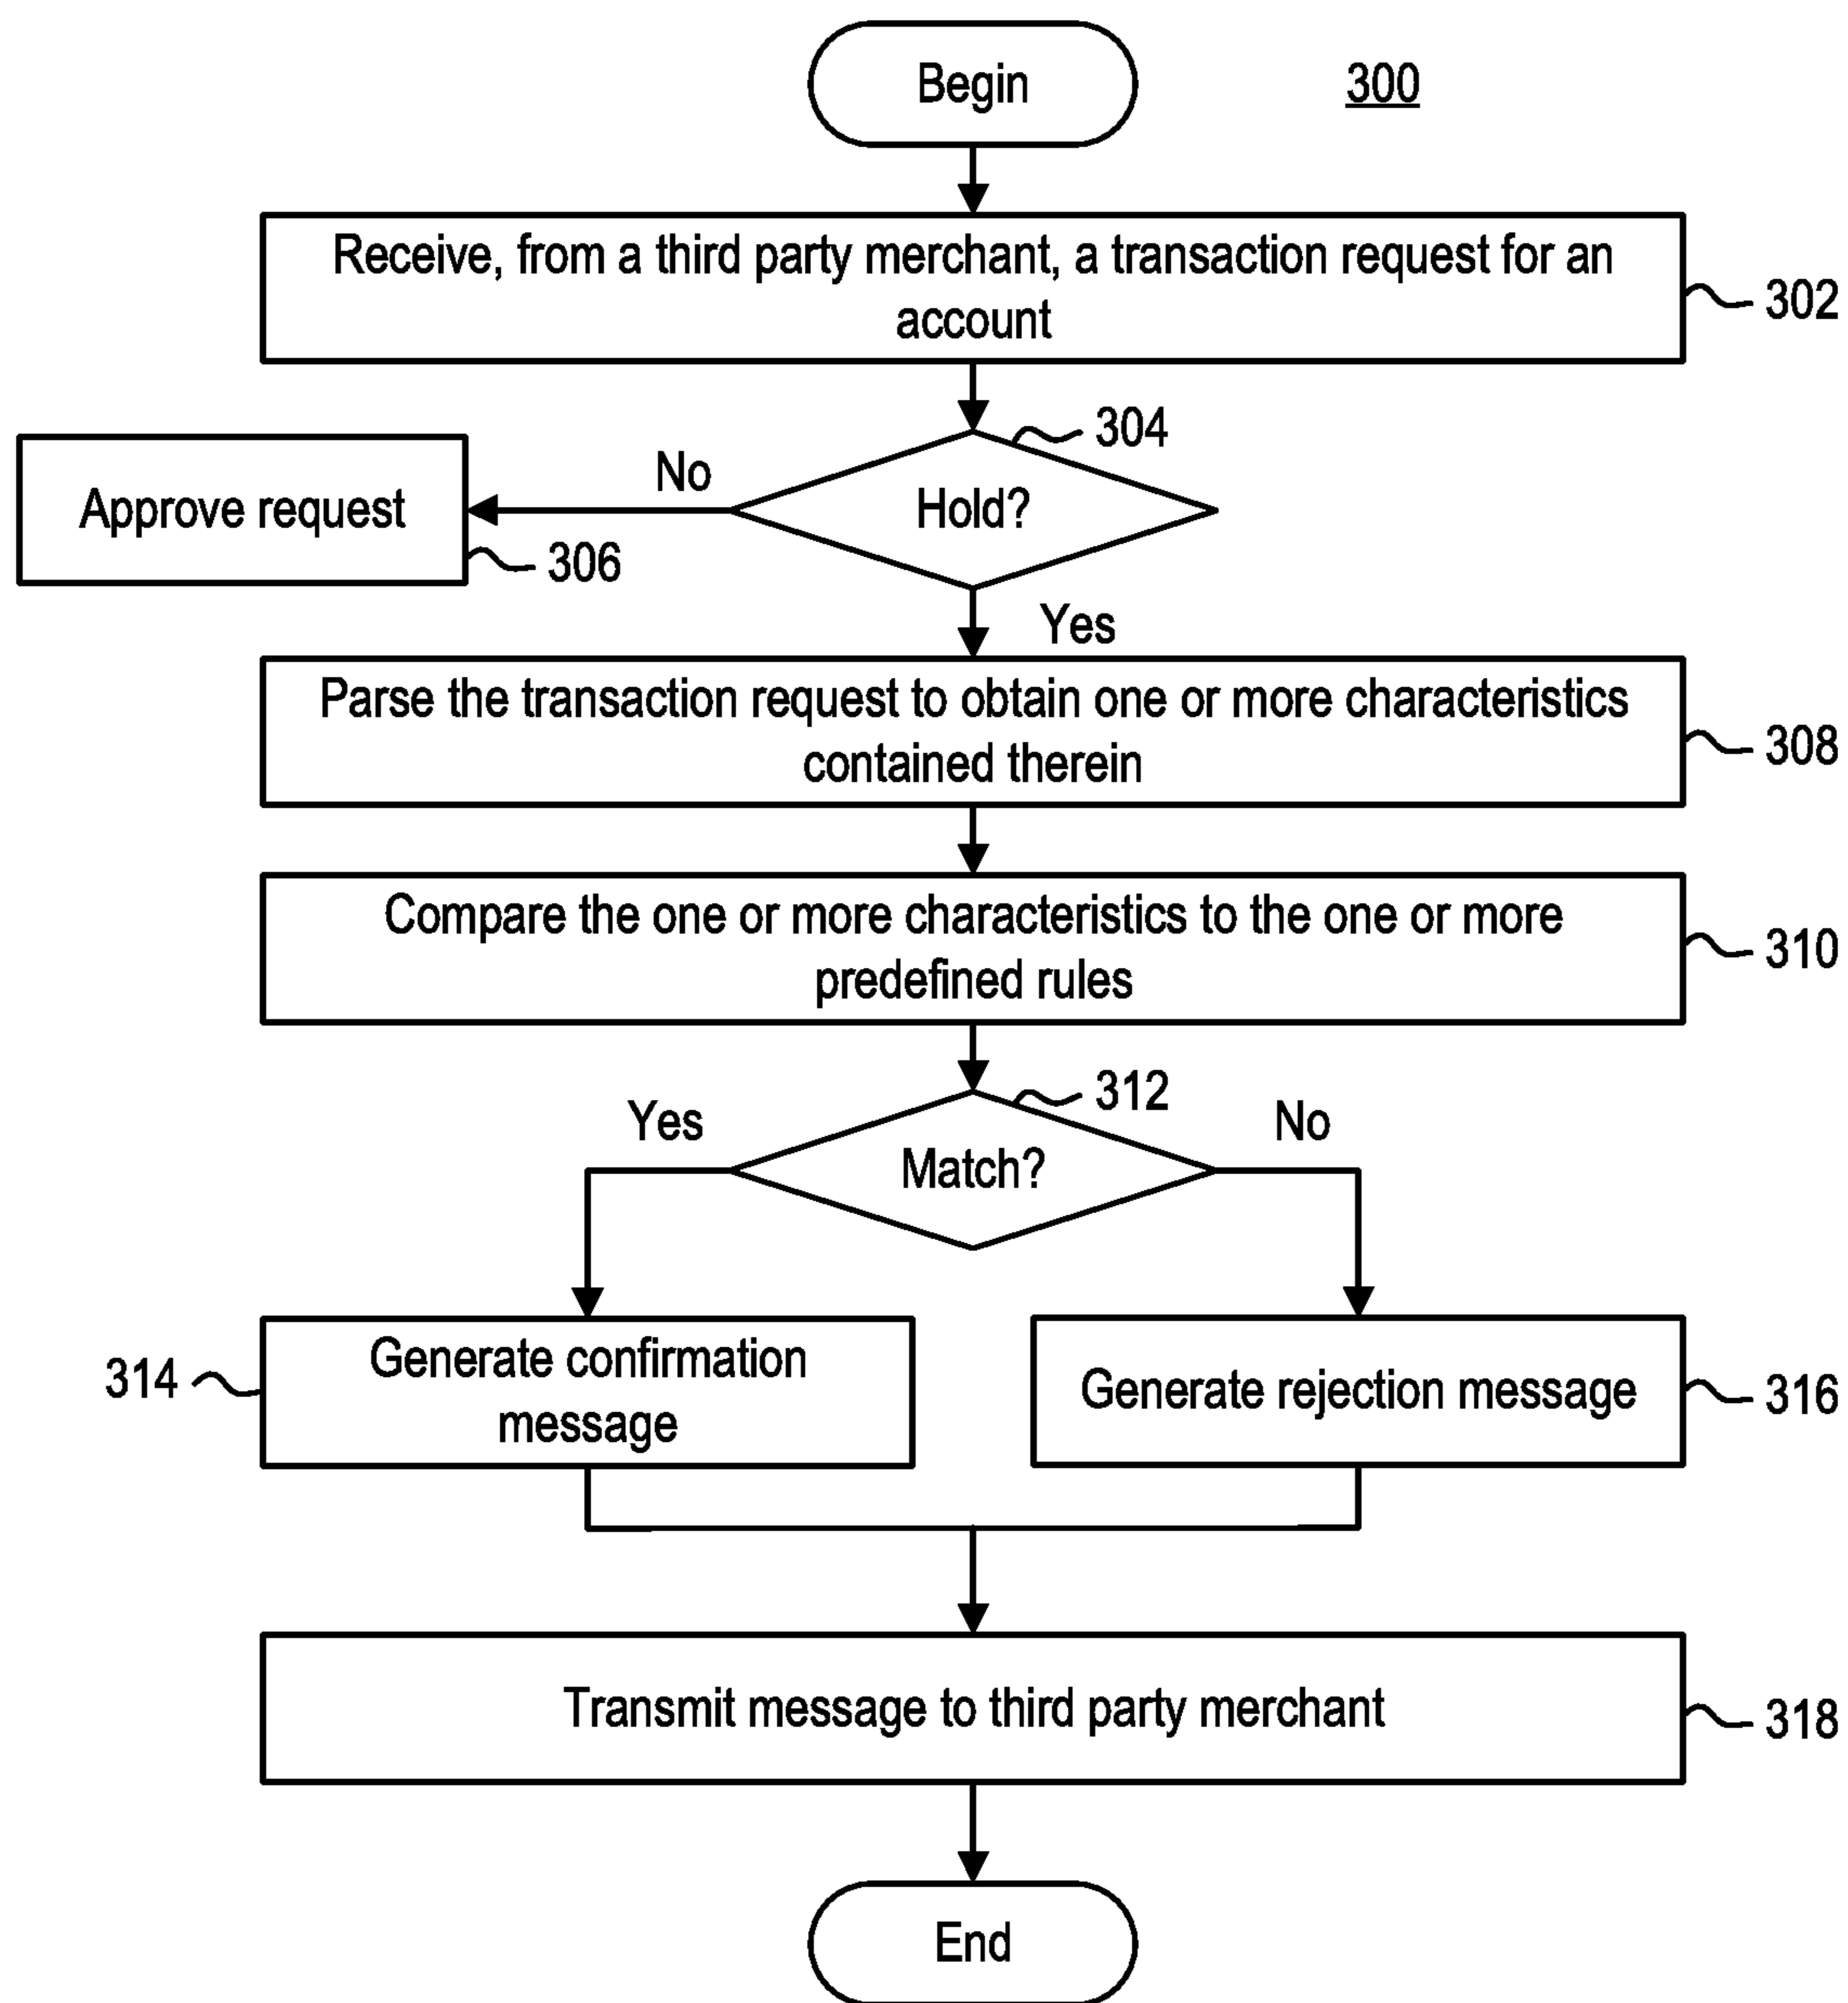 Begin
300
Receive, from a third party merchant, a transaction request for an
account
302
304
Hold?
No
Approve request
306
Yes
Parse the transaction request to obtain one or more characteristics
contained therein
308
Compare the one or more characteristics to the one or more
predefined rules
310
312
Yes
Match?
No
314
Generate confirmation
message
Generate rejection message
316
Transmit message to third party merchant
318
End